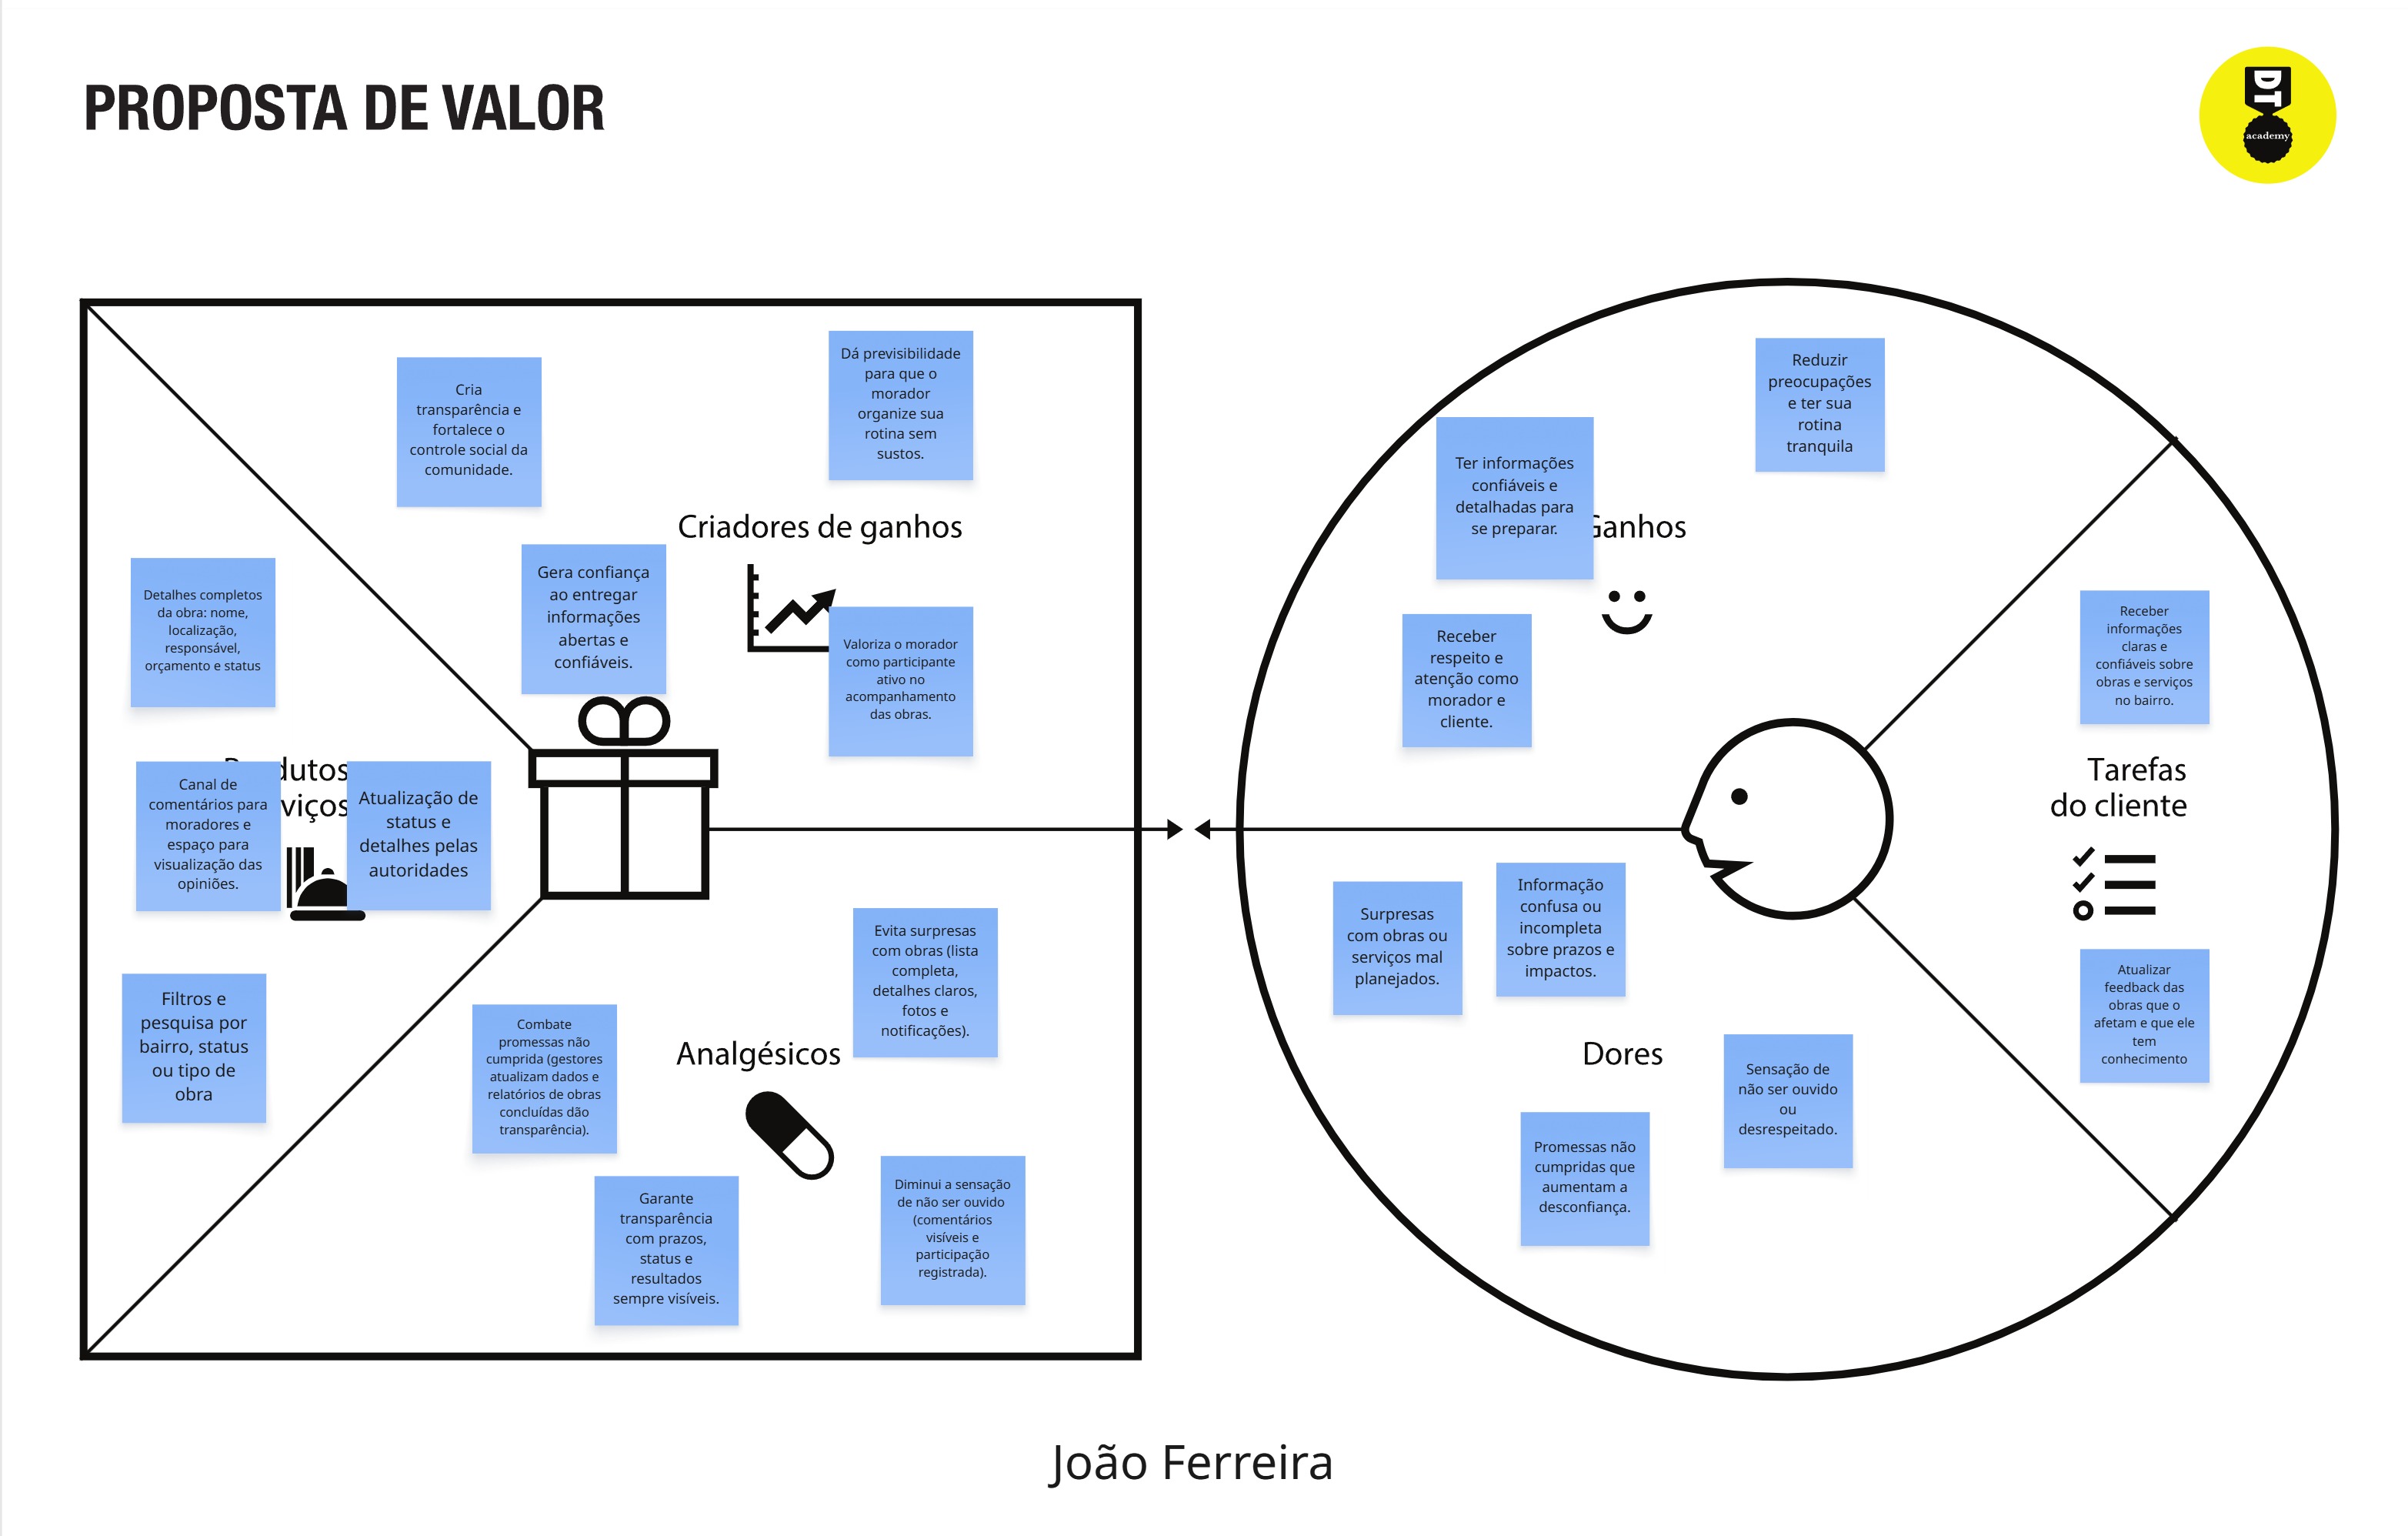 PROPOSTA DE VALOR
DT
academy
Cria
transparência e
fortalece o
controle social da
comunidade.
Dá previsibilidade
para que o
morador
organize sua
rotina sem
sustos.
Criadores de ganhos
Gera confiança
ao entregar
informações
abertas e
confiáveis.
Valoriza o morador
como participante
ativo no
acompanhamento
das obras.
Detalhes completos
da obra: nome,
localização,
responsável,
orçamento e status
Canal de
comentários para
moradores e
espaço para
visualização das
opiniões.
Atualização de
status e
detalhes pelas
autoridades
Filtros e
pesquisa por
bairro, status
ou tipo de
obra
Evita surpresas
com obras (lista
completa,
detalhes claros,
fotos e
notificações).
Combate
promessas não
cumprida (gestores
atualizam dados e
relatórios de obras
concluídas dão
transparência).
Analgésicos
Garante
transparência
com prazos,
status e
resultados
sempre visíveis.
Diminui a sensação
de não ser ouvido
(comentários
visíveis e
participação
registrada).
Reduzir
preocupações
e ter sua
rotina
tranquila
Ter informações
confiáveis e
detalhadas para
se preparar.
Ganhos
Receber
respeito e
atenção como
morador e
cliente.
Receber
informações
claras e
confiáveis sobre
obras e serviços
no bairro.
Tarefas
do cliente
Atualizar
feedback das
obras que o
afetam e que ele
tem
conhecimento
Surpresas
com obras ou
serviços mal
planejados.
Informação
confusa ou
incompleta
sobre prazos e
impactos.
Dores
Sensação de
não ser ouvido
ou
desrespeitado.
Promessas não
cumpridas que
aumentam a
desconfiança.
João Ferreira